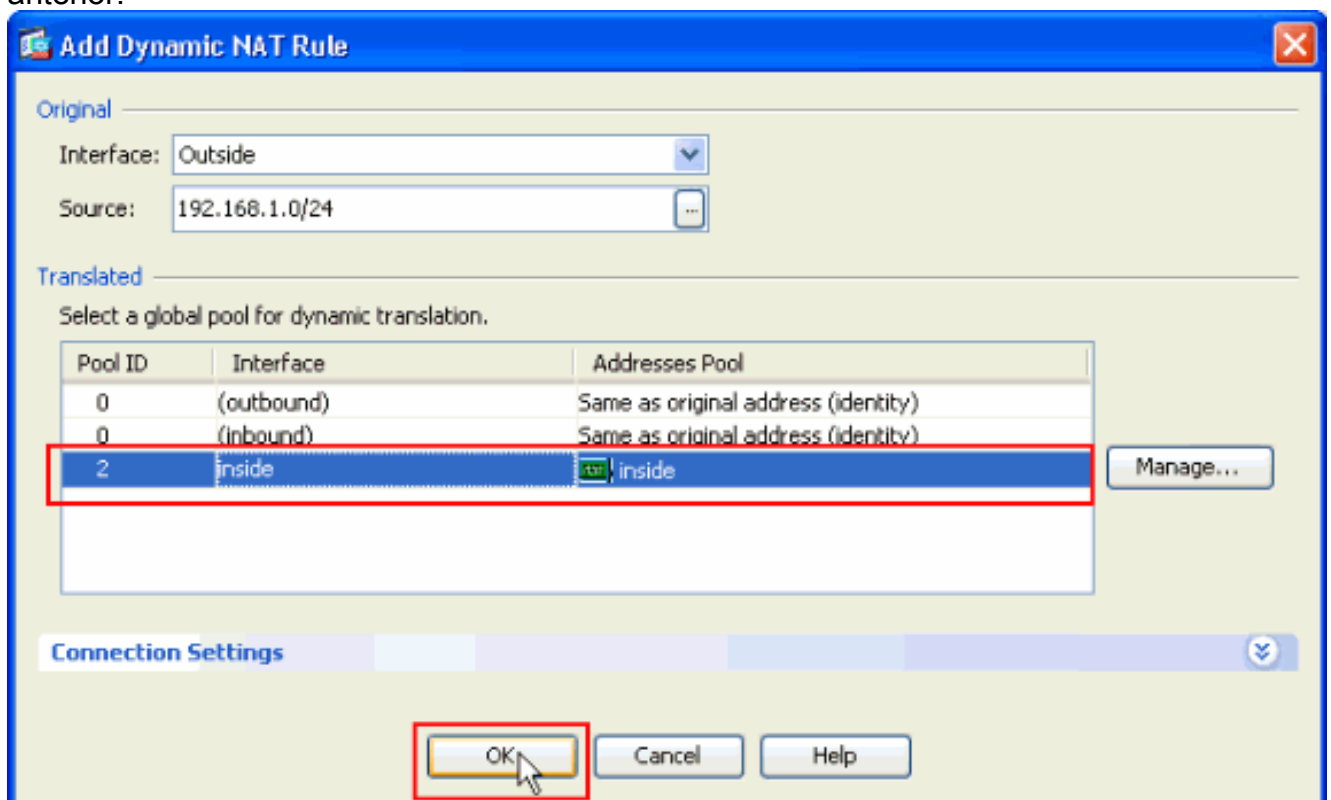 anterior.
Add Dynamic NAT Rule
Original
Interface: Outside
Source: 192.168.1.0/24 ...
Translated
Select a global pool for dynamic translation.
Pool ID Interface Addresses Pool
0 (outbound) Same as original address (identity)
0 (inbound) Same as original address (identity)
2 inside inside
Manage...
Connection Settings
OK Cancel Help